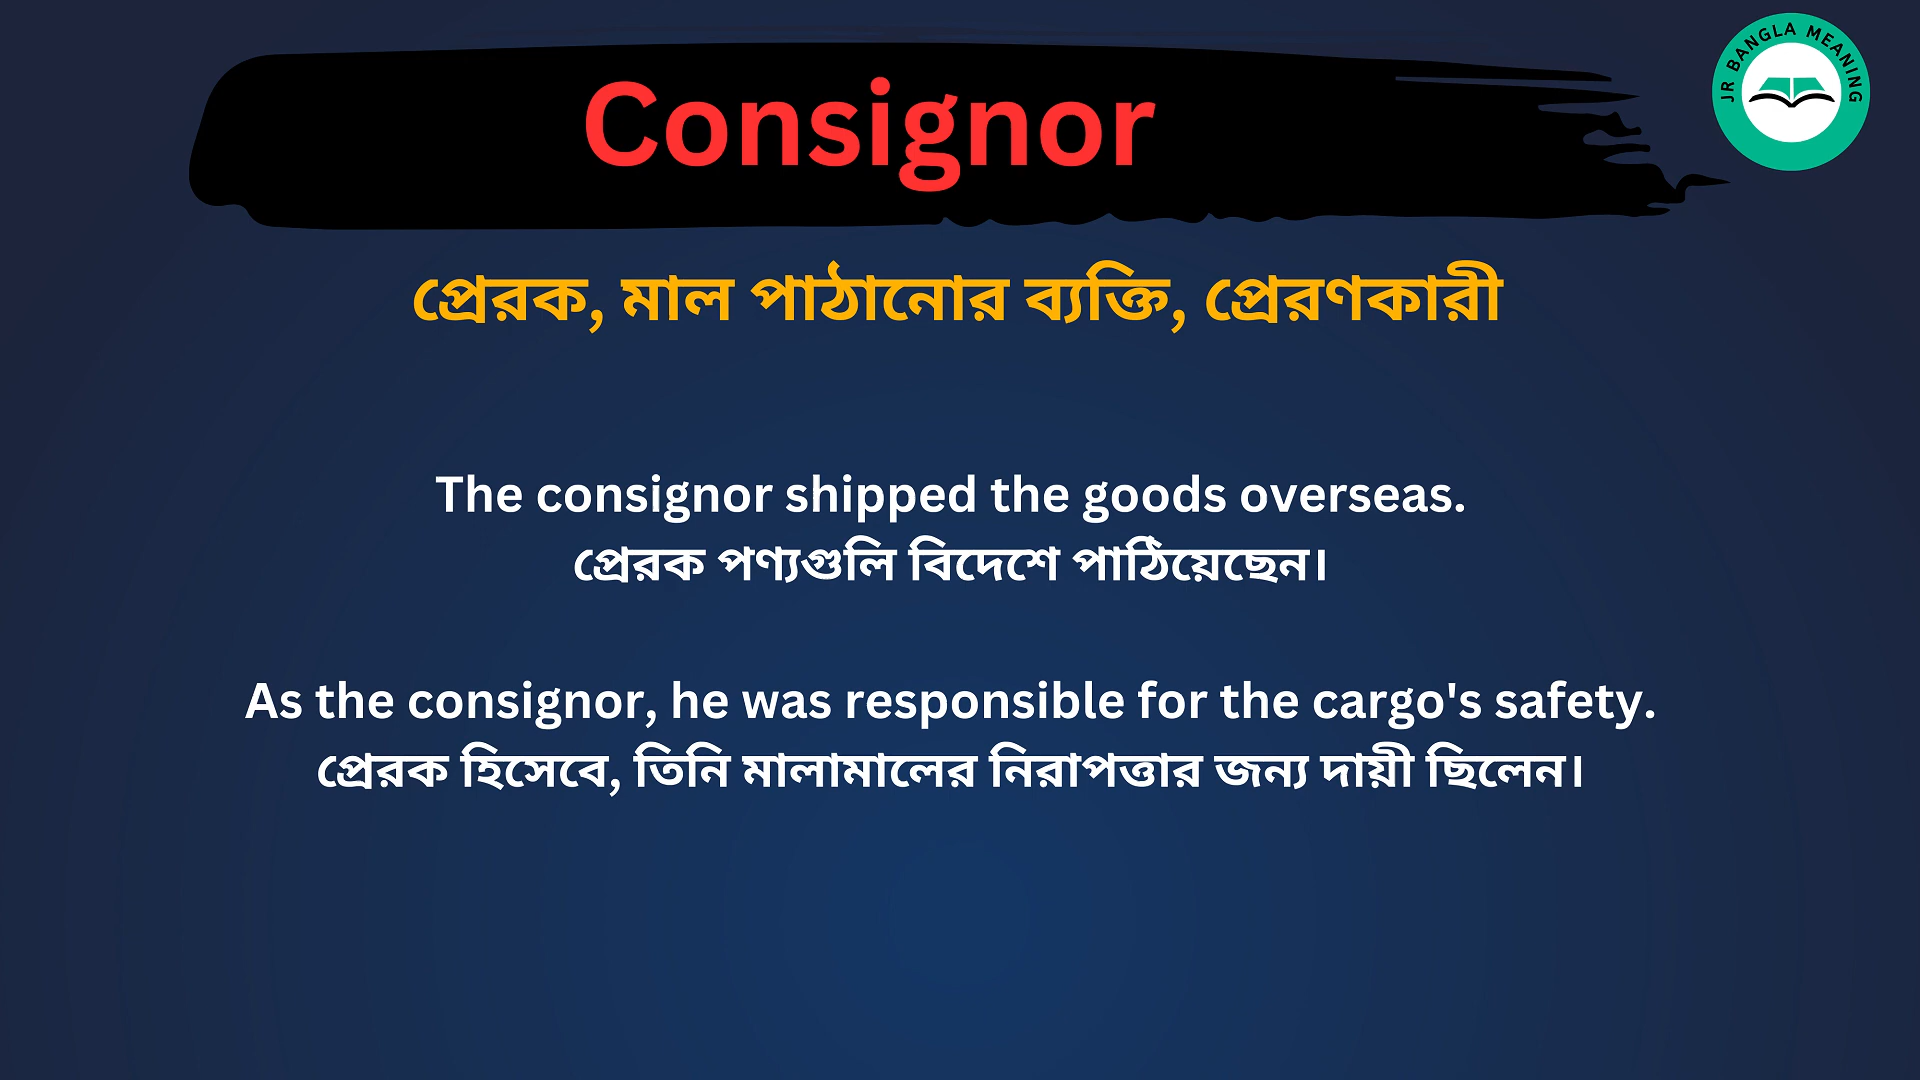 Consignor
JR BANGLA MEANING
প্রেরক, মাল পাঠানোর ব্যক্তি, প্রেরণকারী
The consignor shipped the goods overseas.
প্রেরক পণ্যগুলি বিদেশে পাঠিয়েছেন।
As the consignor, he was responsible for the cargo's safety.
প্রেরক হিসেবে, তিনি মালামালের নিরাপত্তার জন্য দায়ী ছিলেন।